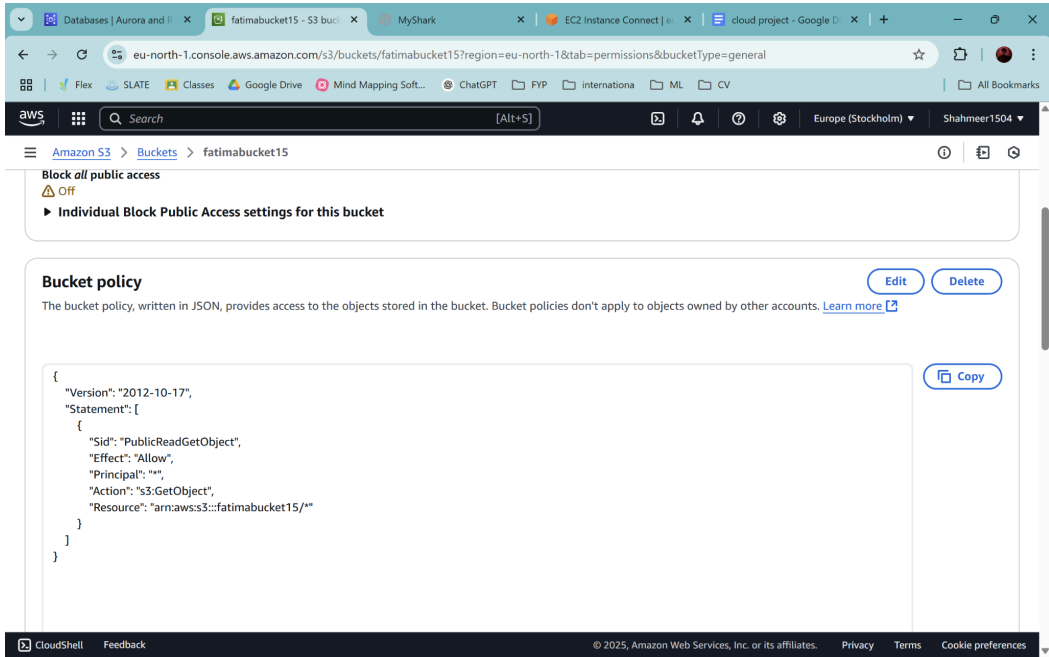 Databases | Aurora and R
fatimabucket15 - S3 buck
MyShark
EC2 Instance Connect | e
cloud project - Google D
eu-north-1.console.aws.amazon.com/s3/buckets/fatimabucket15?region=eu-north-1&tab=permissions&bucketType=general
Flex
SLATE
Classes
Google Drive
Mind Mapping Soft...
ChatGPT
FYP
internationa
ML
CV
All Bookmarks
aws
Search
[Alt+S]
Europe (Stockholm) ▼
Shahmeer1504 ▼
Amazon S3 > Buckets > fatimabucket15
Block all public access
Off
Individual Block Public Access settings for this bucket
Bucket policy
Edit
Delete
The bucket policy, written in JSON, provides access to the objects stored in the bucket. Bucket policies don't apply to objects owned by other accounts. Learn more
Copy
{
"Version": "2012-10-17",
"Statement": [
{
"Sid": "PublicReadGetObject",
"Effect": "Allow",
"Principal": "*",
"Action": "s3:GetObject",
"Resource": "arn:aws:s3:::fatimabucket15/*"
}
]
}
CloudShell
Feedback
© 2025, Amazon Web Services, Inc. or its affiliates.
Privacy
Terms
Cookie preferences